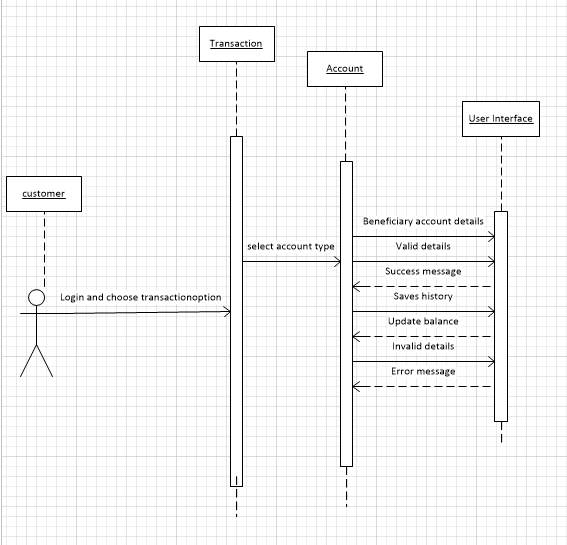 Transaction
Account
User Interface
customer
Beneficiary account details
select account type
Valid details
Success message
Login and choose transactionoption
Saves history
Update balance
Invalid details
Error message